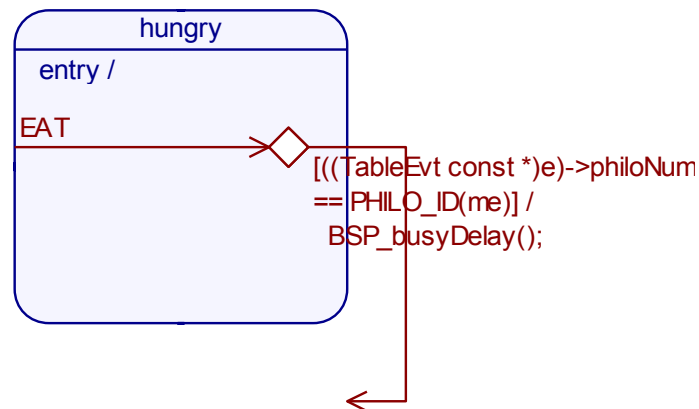 hungry
entry /
EAT
[((TableEvt const *)e)->philoNum
== PHILO_ID(me)] /
BSP_busyDelay();